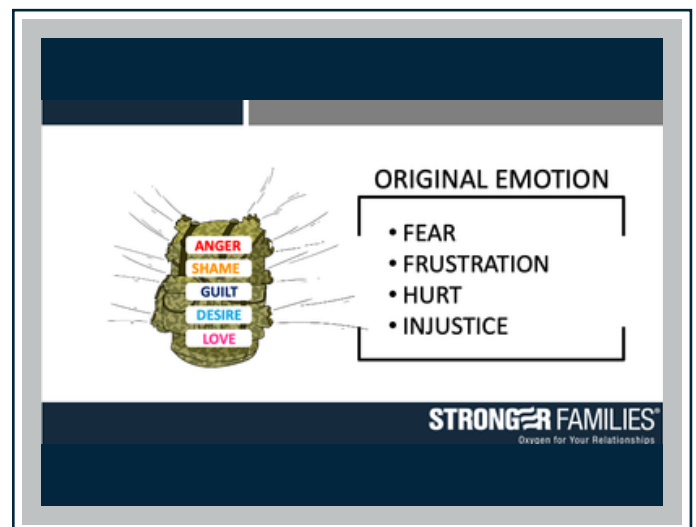 ORIGINAL EMOTION
ANGER
SHAME
GUILT
DESIRE
LOVE
• FEAR
• FRUSTRATION
• HURT
• INJUSTICE
STRONGER FAMILIES®
Oxygen for Your Relationships